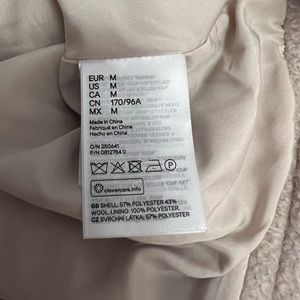 EUR M
US M
CA M
CN 170/96A
MX M
Made in China
Fabriqué en China
Hecho en China
O/N 250641
P/N 0812784 0
clevercare.info
GB SHELL: 57% POLYESTER 43%
WOOL. LINING: 100% POLYESTER.
CZ SVRCHNÍ LÁTKA: 57% POLYESTER